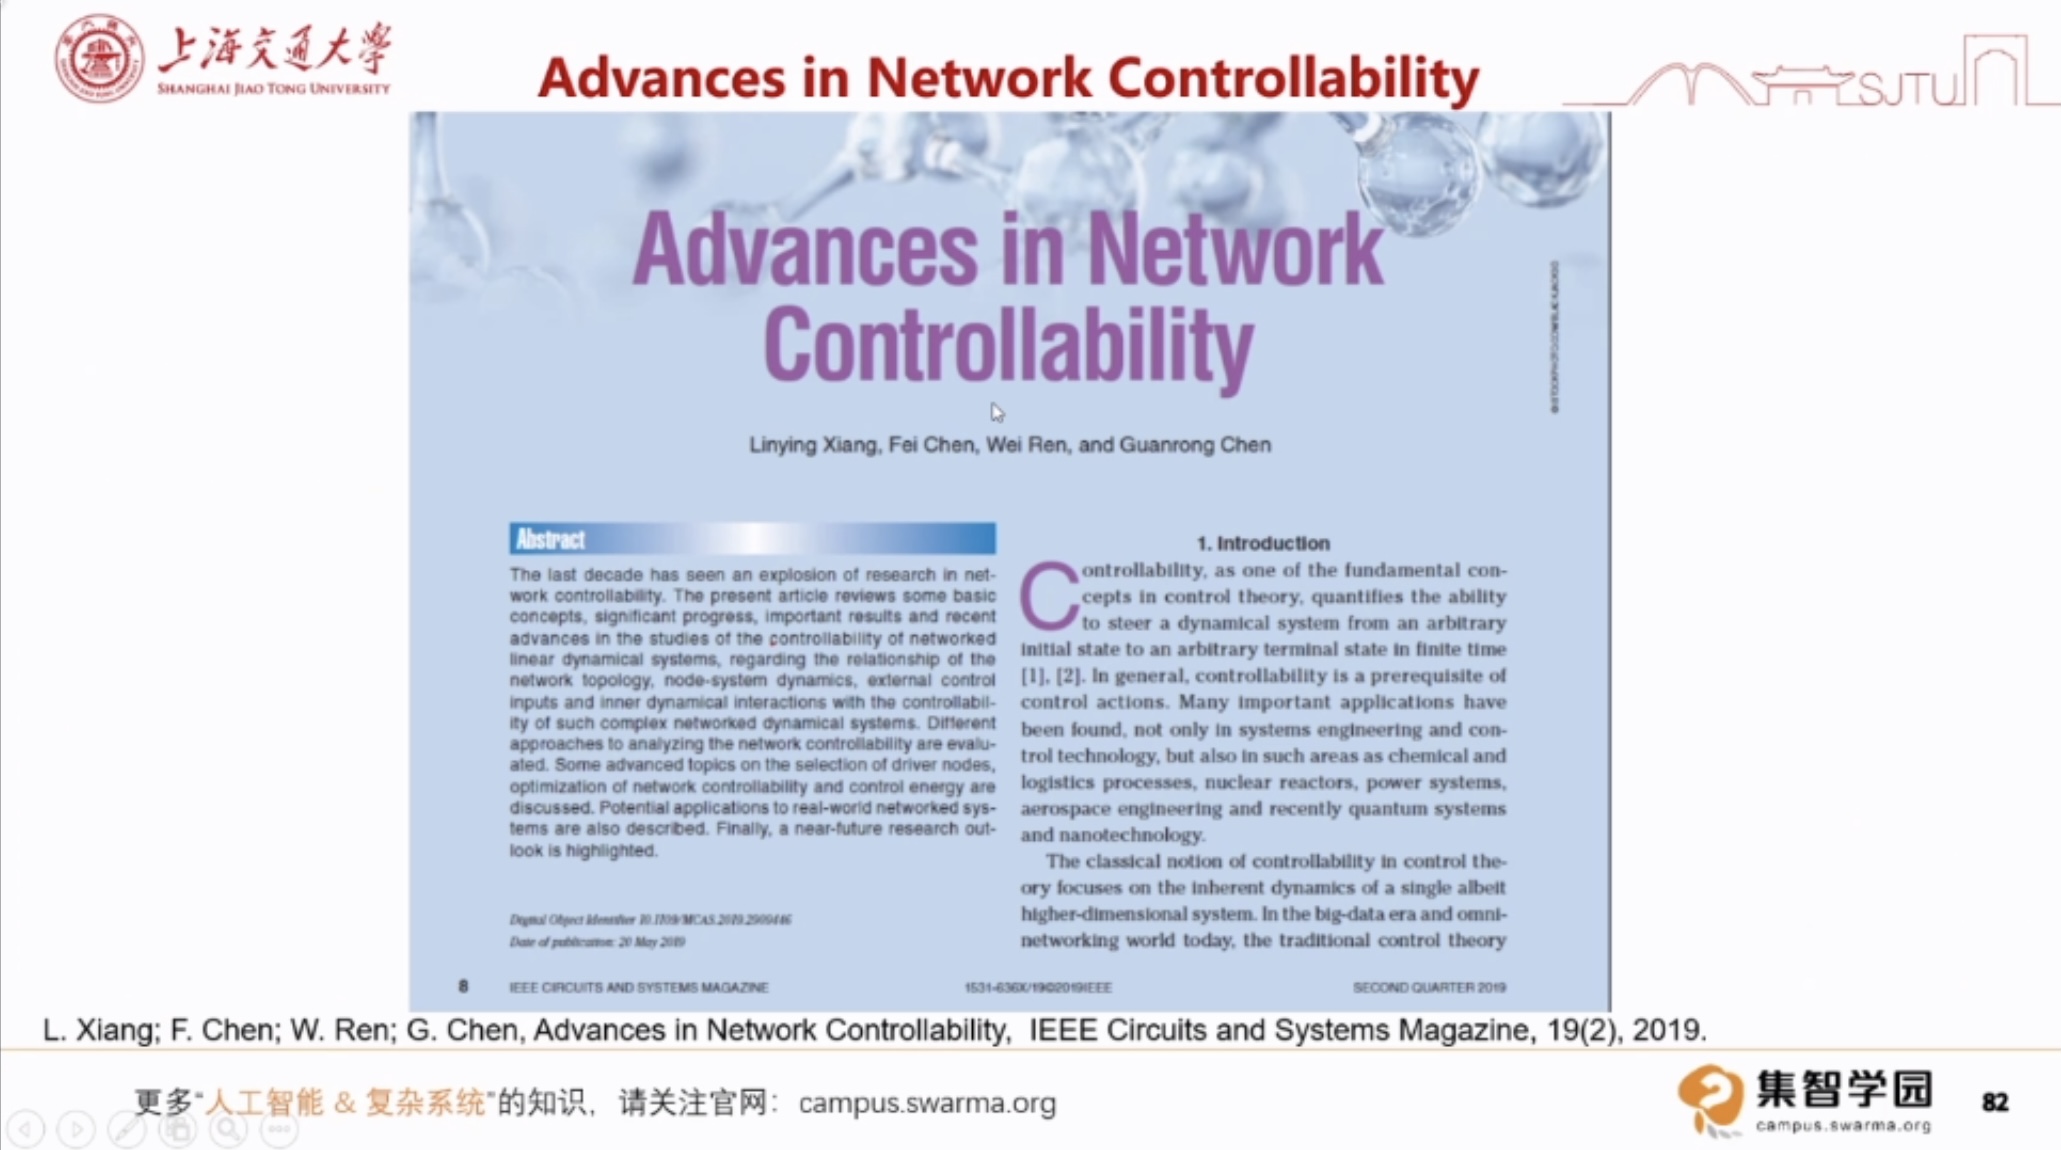 上海交通大学
SHANGHAI JIAO TONG UNIVERSITY
Advances in Network Controllability
SJTU
Advances in Network
Controllability
Linying Xiang, Fei Chen, Wei Ren, and Guanrong Chen
Abstract
The last decade has seen an explosion of research in net-
work controllability. The present article reviews some basic
concepts, significant progress, important results and recent
advances in the studies of the controllability of networked
linear dynamical systems, regarding the relationship of the
network topology, node-system dynamics, external control
inputs and inner dynamical interactions with the controllabil-
ity of such complex networked dynamical systems. Different
approaches to analyzing the network controllability are evalu-
ated. Some advanced topics on the selection of driver nodes,
optimization of network controllability and control energy are
discussed. Potential applications to real-world networked sys-
tems are also described. Finally, a near-future research out-
look is highlighted.
Digital Object Identifier 10.1109/MCAS.2019.2909446
Date of publication: 20 May 2019
1. Introduction
Controllability, as one of the fundamental con-
cepts in control theory, quantifies the ability
to steer a dynamical system from an arbitrary
initial state to an arbitrary terminal state in finite time
[1], [2]. In general, controllability is a prerequisite of
control actions. Many important applications have
been found, not only in systems engineering and con-
trol technology, but also in such areas as chemical and
logistics processes, nuclear reactors, power systems,
aerospace engineering and recently quantum systems
and nanotechnology.
The classical notion of controllability in control the-
ory focuses on the inherent dynamics of a single albeit
higher-dimensional system. In the big-data era and omni-
networking world today, the traditional control theory
8 IEEE CIRCUITS AND SYSTEMS MAGAZINE 1531-636X/19©2019IEEE SECOND QUARTER 2019
L. Xiang; F. Chen; W. Ren; G. Chen, Advances in Network Controllability, IEEE Circuits and Systems Magazine, 19(2), 2019.
更多“人工智能 & 复杂系统”的知识，请关注官网：campus.swarma.org
集智学园
campus.swarma.org
82